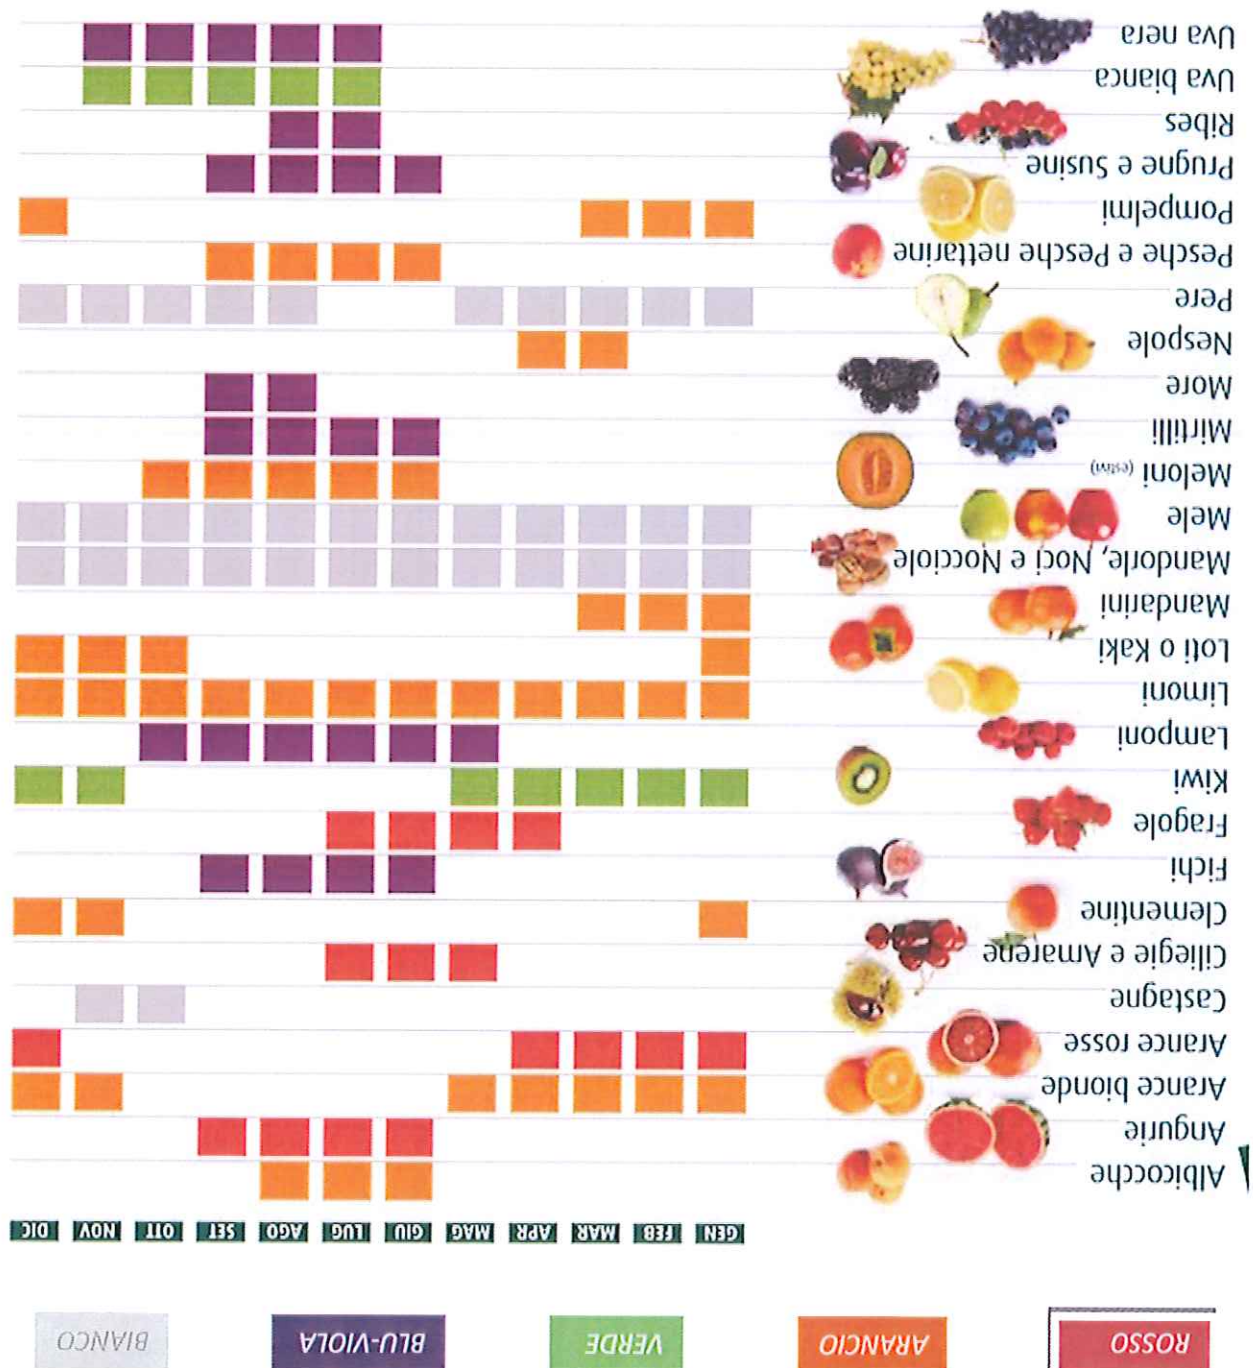 ROSSO ARANCIO VERDE BLU-VIOLA BIANCO
GEN FEB MAR APR MAG GIU LUG AGO SET OTT NOV DIC
Albicocche
Angurie
Arance bionde
Arance rosse
Castagne
Ciliegie e Amarene
Clementine
Fichi
Fragole
Kiwi
Lamponi
Limoni
Loti o Kaki
Mandarini
Mandorle, Noci e Nocciole
Mele
Meloni (estivi)
Mirtilli
More
Nespole
Pere
Pesche e Pesche nettarine
Pompelmi
Prugne e Susine
Ribes
Uva bianca
Uva nera